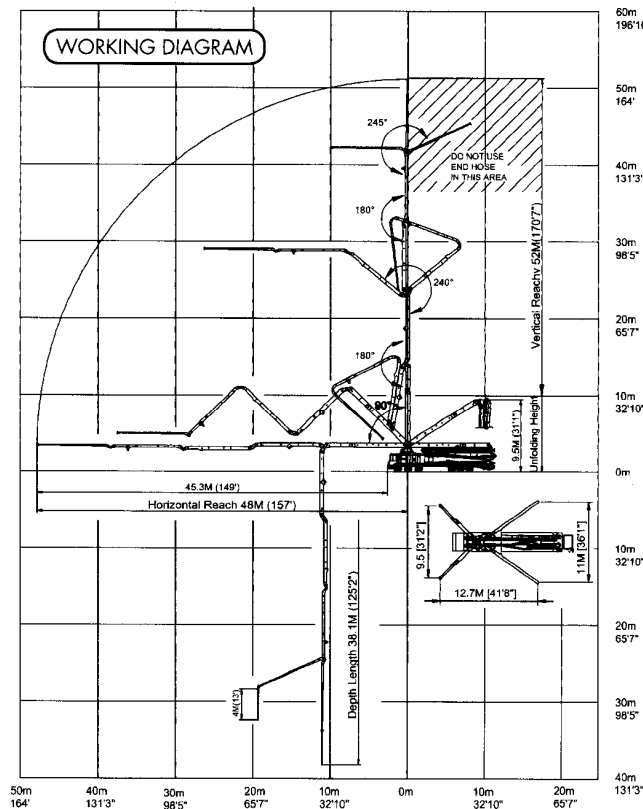 WORKING DIAGRAM
60m
50m
164'
245°
DO NOT USE
END HOSE
IN THIS AREA
40m
131'3"
180°
Vertical Reachv 52M(170'7")
30m
98'5"
240°
20m
65'7"
180°
90°
10m
32'10"
9.5M (31'1")
Unfolding Height
0m
45.3M (149')
Horizontal Reach 48M (157')
9.5 [31'2"]
11M [36'1"]
12.7M [41'8"]
10m
32'10"
Depth Length 38.1M (125'2")
20m
65'7"
4M(13')
30m
98'5"
40m
131'3"
50m 40m 30m 20m 10m 0m 10m 20m
164' 131'3" 98'5" 65'7" 32'10" 32'10" 65'7"